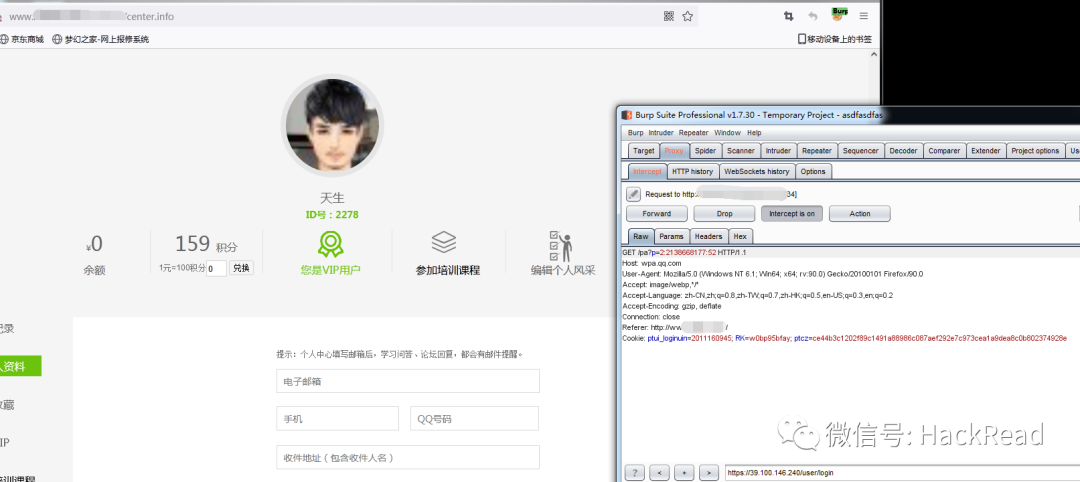 www. /center.info
京东商城 梦幻之家-网上报修系统 移动设备上的书签
天生
ID号：2278
¥0
余额
159 积分
1元=100积分 0 兑换
您是VIP用户
参加培训课程
编辑个人风采
记录
人资料
收藏
IP
培训课程
提示：个人中心填写邮箱后，学习问答、论坛回复，都会有邮件提醒。
电子邮箱
手机 QQ号码
收件地址（包含收件人名）
Burp
Burp Suite Professional v1.7.30 - Temporary Project - asdfasdfas
Burp Intruder Repeater Window Help
Target Proxy Spider Scanner Intruder Repeater Sequencer Decoder Comparer Extender Project options Us
Intercept HTTP history WebSockets history Options
Request to http: 34]
Forward Drop Intercept is on Action
Raw Params Headers Hex
GET /pa?p=2:2138668177:52 HTTP/1.1
Host: wpa.qq.com
User-Agent: Mozilla/5.0 (Windows NT 6.1; Win64; x64; rv:90.0) Gecko/20100101 Firefox/90.0
Accept: image/webp,*/*
Accept-Language: zh-CN,zh;q=0.8,zh-TW;q=0.7,zh-HK;q=0.5,en-US;q=0.3,en;q=0.2
Accept-Encoding: gzip, deflate
Connection: close
Referer: http://ww /
Cookie: ptui_loginuin=2011160945; RK=w0bp95bfay; ptcz=ce44b3c1202f89c1491a88986c087aef292e7c973cea1a9dea8c0b802374928e
微信号: HackRead
? < + > https://39.100.146.240/user/login